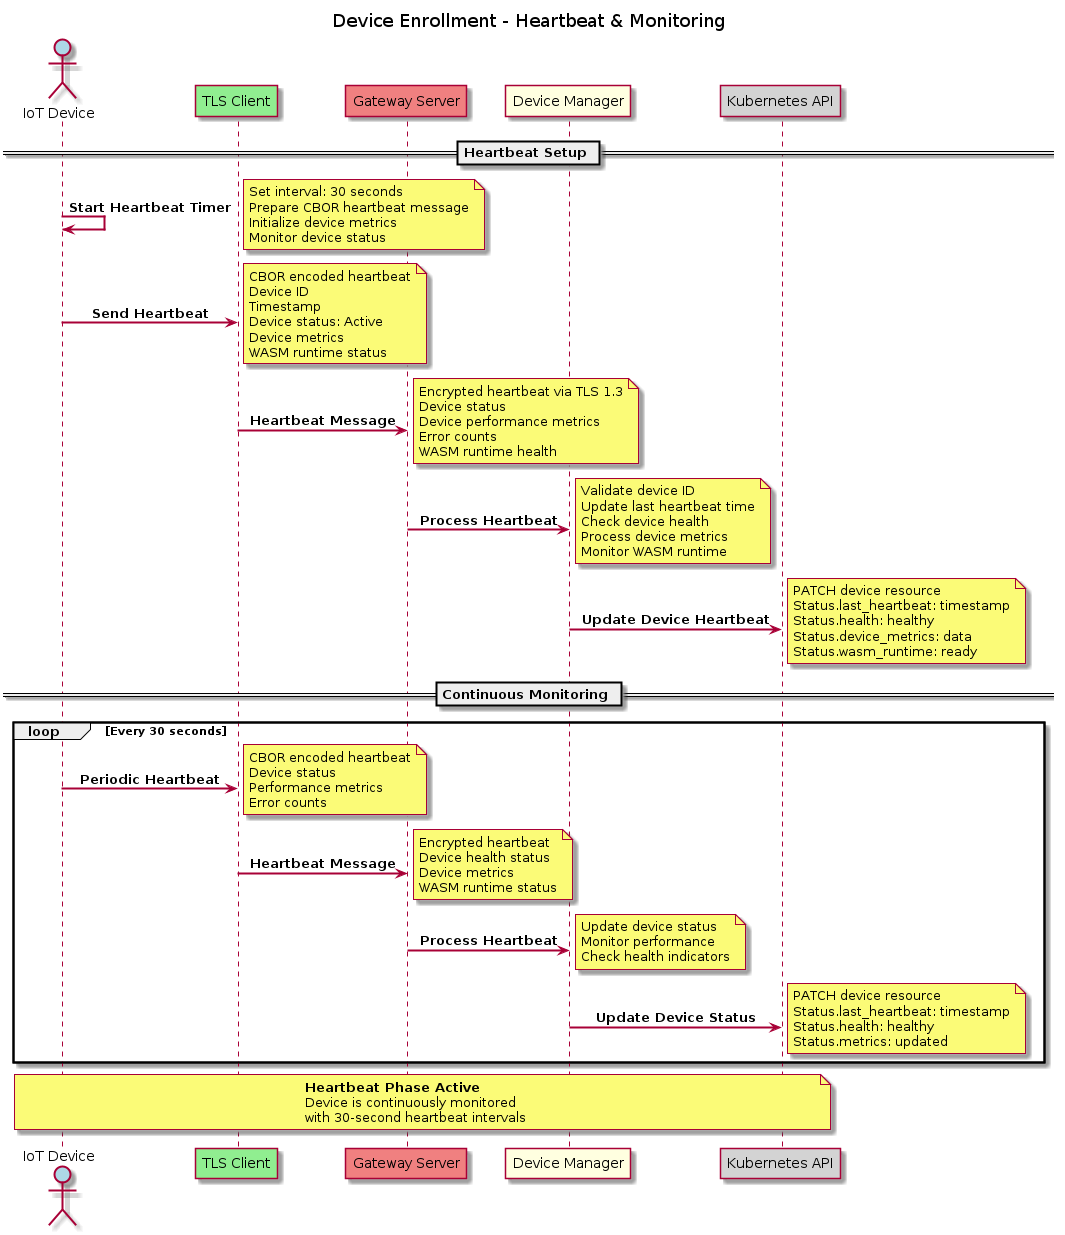 Device Enrollment - Heartbeat & Monitoring
IoT Device
TLS Client
Gateway Server
Device Manager
Kubernetes API
Heartbeat Setup
Start Heartbeat Timer
Set interval: 30 seconds
Prepare CBOR heartbeat message
Initialize device metrics
Monitor device status
Send Heartbeat
CBOR encoded heartbeat
Device ID
Timestamp
Device status: Active
Device metrics
WASM runtime status
Heartbeat Message
Encrypted heartbeat via TLS 1.3
Device status
Device performance metrics
Error counts
WASM runtime health
Process Heartbeat
Validate device ID
Update last heartbeat time
Check device health
Process device metrics
Monitor WASM runtime
Update Device Heartbeat
PATCH device resource
Status.last_heartbeat: timestamp
Status.health: healthy
Status.device_metrics: data
Status.wasm_runtime: ready
Continuous Monitoring
loop [Every 30 seconds]
Periodic Heartbeat
CBOR encoded heartbeat
Device status
Performance metrics
Error counts
Heartbeat Message
Encrypted heartbeat
Device health status
Device metrics
WASM runtime status
Process Heartbeat
Update device status
Monitor performance
Check health indicators
Update Device Status
PATCH device resource
Status.last_heartbeat: timestamp
Status.health: healthy
Status.metrics: updated
Heartbeat Phase Active
Device is continuously monitored
with 30-second heartbeat intervals
IoT Device
TLS Client
Gateway Server
Device Manager
Kubernetes API